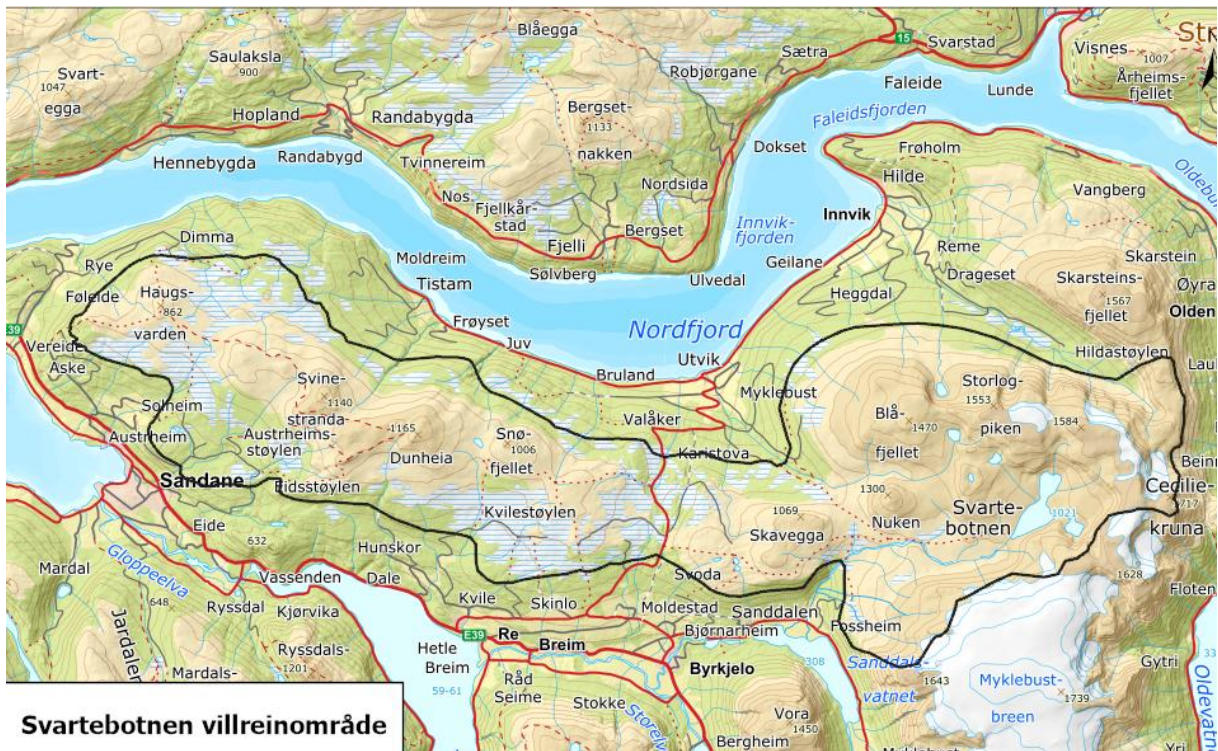 Blåegga
15
Svarstad
Str
Saulaksla
900
Sætra
Visnes
1007
Svart-
egga
1047
Robjørgane
Faleide
Lunde
Årheims-
fjellet
Hopland
Randabygda
Bergset-
1133
nakken
Faleidsfjorden
Hennebygda
Randabygd
Tvinnereim
Dokset
Frøholm
Nos
Nordsida
Hilde
Vangberg
Fjellkår-
stad
Innvik
Dimma
Fjelli
Bergset
Innvik-
fjorden
Reme
Skarstein
Rye
Moldreim
Sølvberg
Ulvedal
Geilane
Drageset
Skarsteins-
1567
fjellet
Øyra
Føleide
Haugs-
862
varden
Tistam
Heggdal
Olden
E39
Frøyset
Nordfjord
Vereide
Juv
Utvik
Hildastøylen
Aske
Svine-
stranda
1140
Bruland
Myklebust
Storlog-
1553
piken
Solheim
Valåker
Blå-
1470
fjellet
1584
Austrheim
Austrheims-
støylen
1165
Dunheia
Snø-
1006
fjellet
Karistova
Sandane
Eidsstøylen
1300
Svarte-
botnen
1021
Cecilie-
kruna
Kvilestøylen
1069
Skavegga
Nuken
Eide
632
Hunskor
1628
Mardal
Gloppeelva
Vassenden
Dale
Svoda
Kvile
Skinlo
Moldestad
Sanddalen
648
Ryssdal
Kjørvika
Fossheim
E39
Re
Breim
Bjørnarheim
Hetle
Breim
Byrkjelo
308
Sanddals-
vatnet
1643
Gytri
Mardals-
Ryssdals-
1201
59-61
Råd
Seime
Stokke
Myklebust-
1739
breen
Vora
1450
Bergheim
Svartebotnen villreinområde